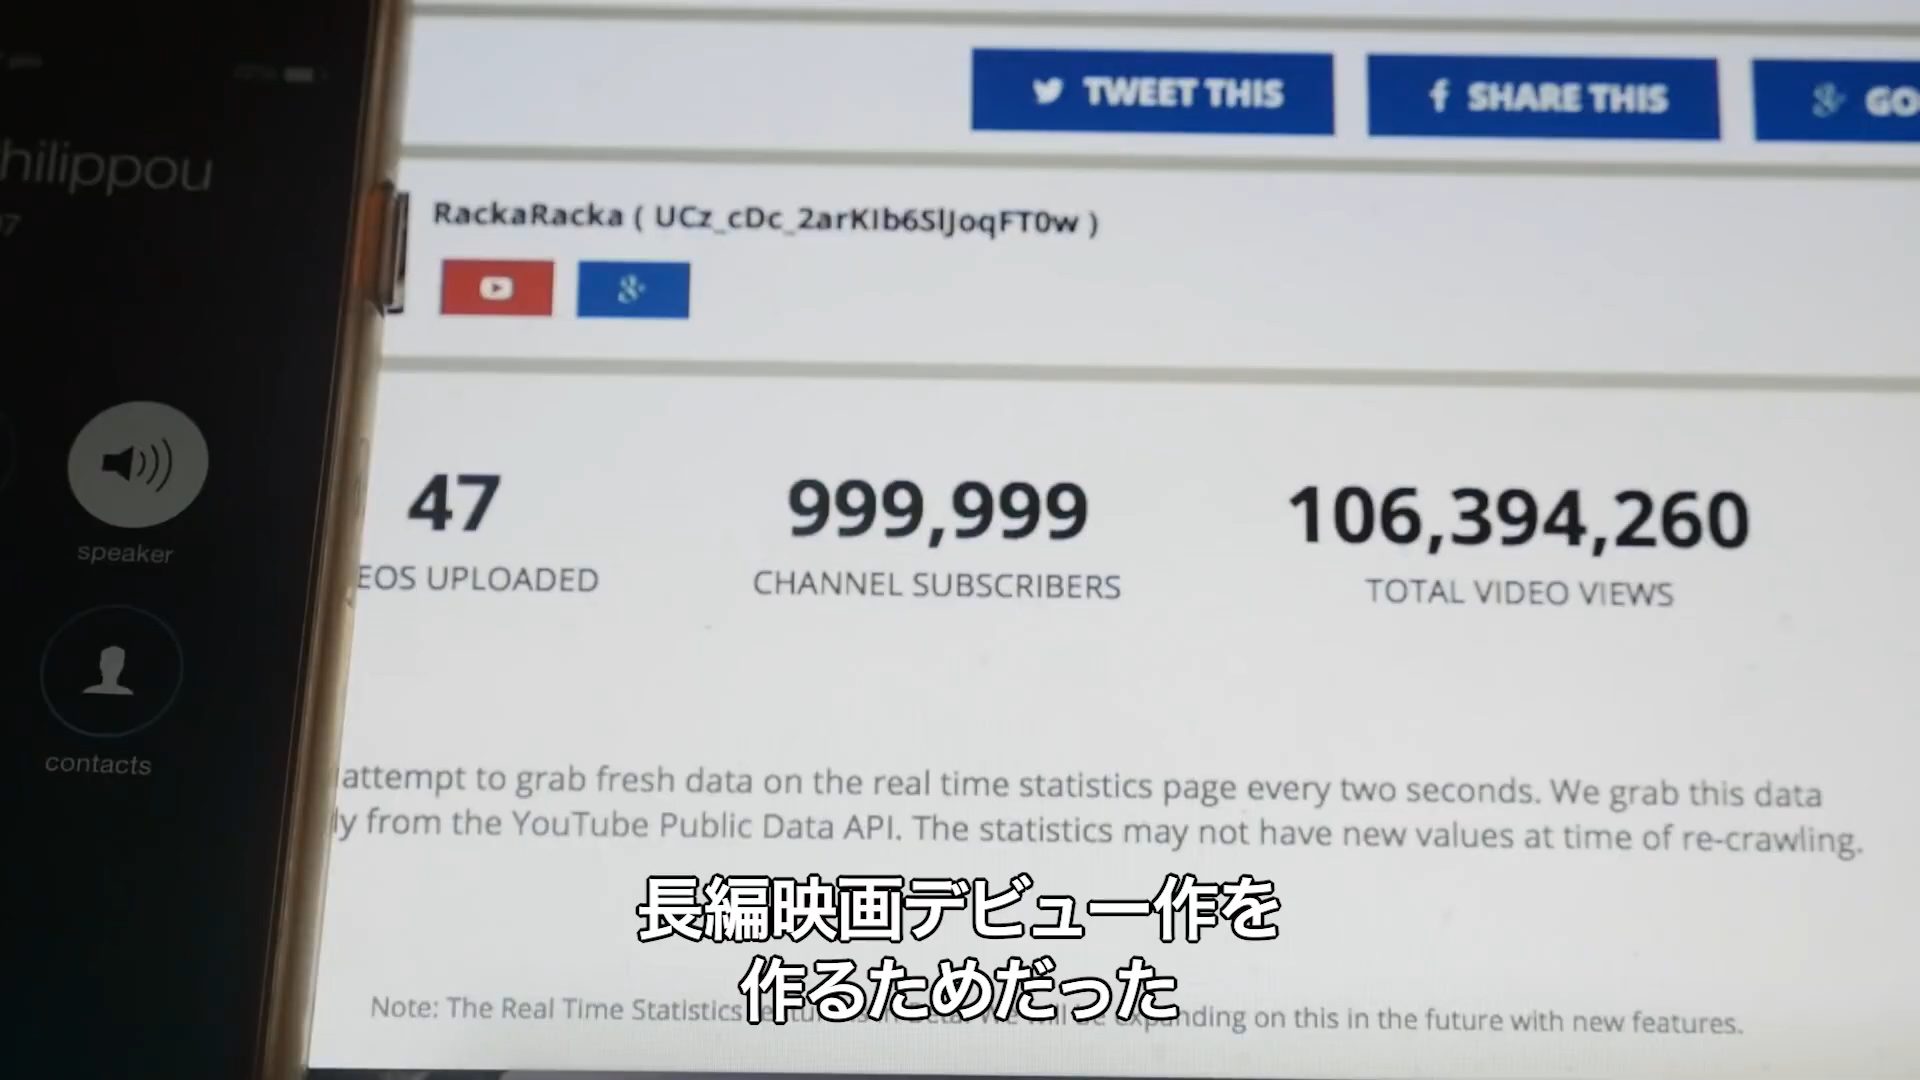 hilippou
TWEET THIS
SHARE THIS
GO
RackaRacka ( UCz_cDc_2arKIb6SlJoqFT0w )
47
999,999
106,394,260
EOS UPLOADED
CHANNEL SUBSCRIBERS
TOTAL VIDEO VIEWS
speaker
contacts
attempt to grab fresh data on the real time statistics page every two seconds. We grab this data
ly from the YouTube Public Data API. The statistics may not have new values at time of re-crawling.
長編映画デビュー作を
作るためだった
Note: The Real Time Statistics will be expanding on this in the future with new features.